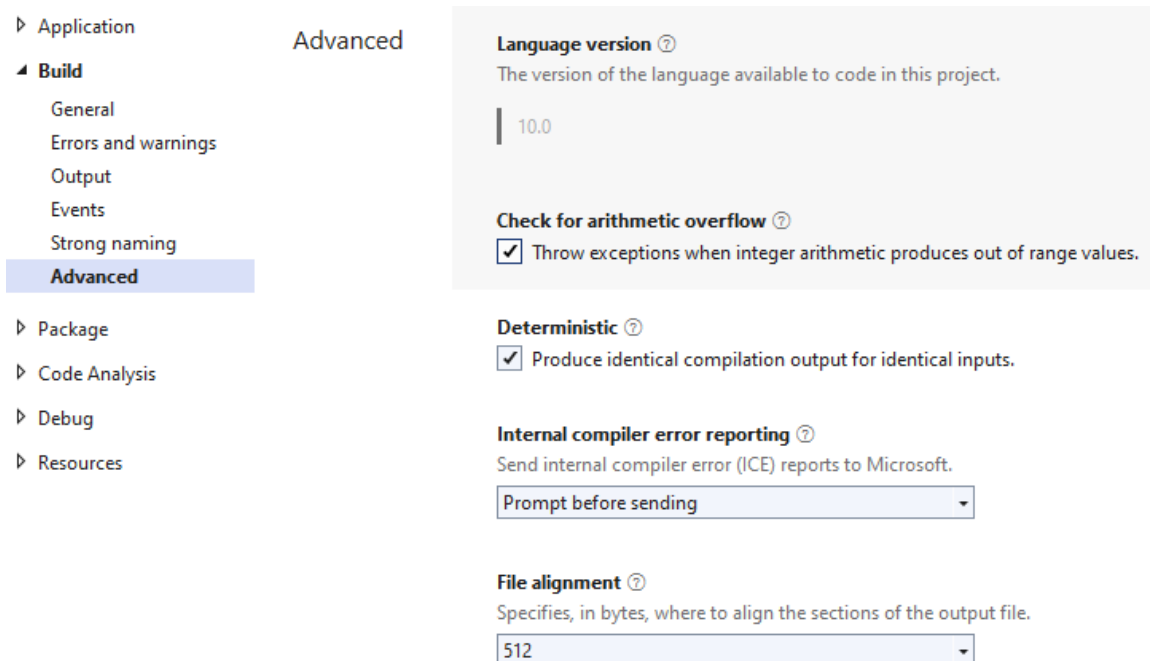 Application
Build
General
Errors and warnings
Output
Events
Strong naming
Advanced
Package
Code Analysis
Debug
Resources
Advanced
Language version
The version of the language available to code in this project.
10.0
Check for arithmetic overflow
Throw exceptions when integer arithmetic produces out of range values.
Deterministic
Produce identical compilation output for identical inputs.
Internal compiler error reporting
Send internal compiler error (ICE) reports to Microsoft.
Prompt before sending
File alignment
Specifies, in bytes, where to align the sections of the output file.
512